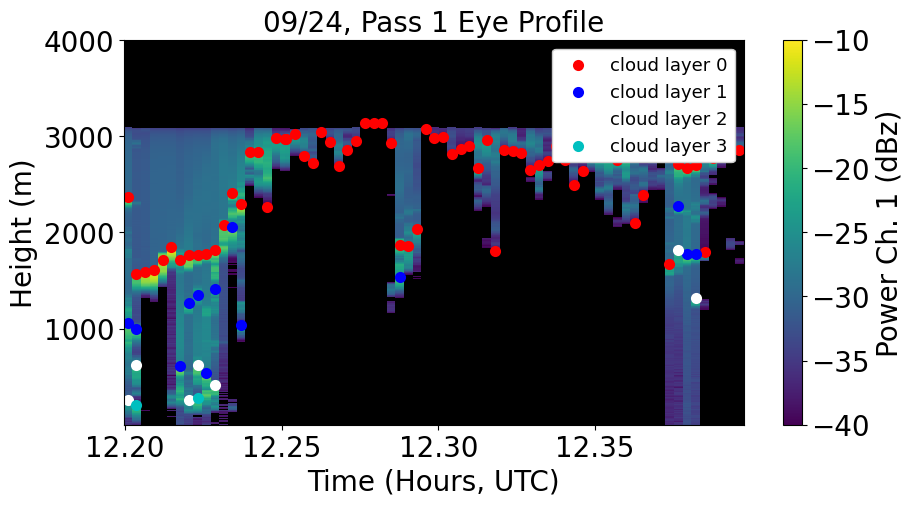 09/24, Pass 1 Eye Profile
4000
3000
2000
1000
Height (m)
12.20
12.25
12.30
12.35
Time (Hours, UTC)
cloud layer 0
cloud layer 1
cloud layer 2
cloud layer 3
−10
−15
−20
−25
−30
−35
−40
Power Ch. 1 (dBz)